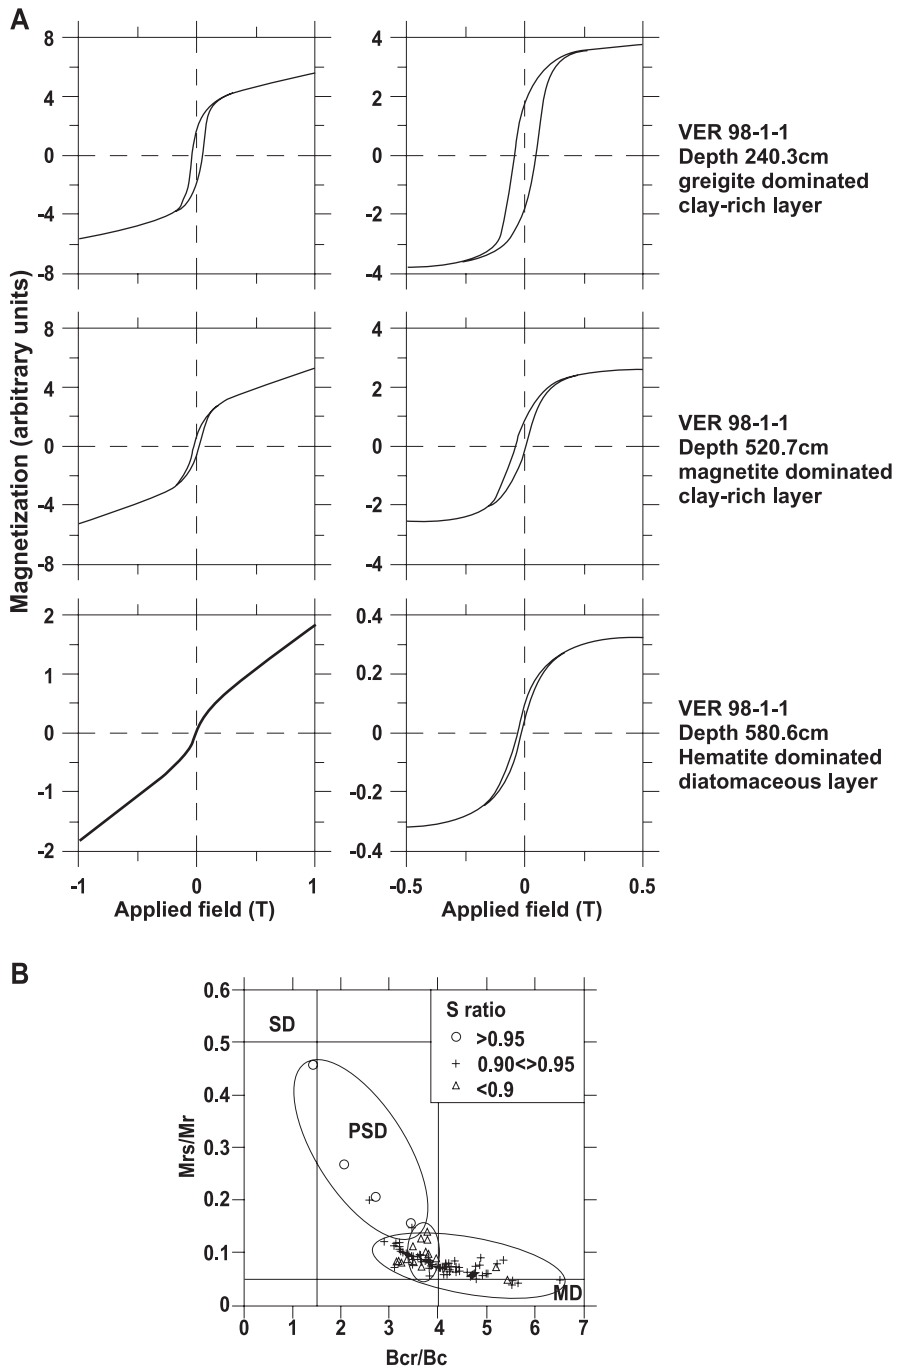 A
Magnetization (arbitrary units)
8
4
0
-4
-8
4
2
0
-2
-4
VER 98-1-1
Depth 240.3cm
greigite dominated
clay-rich layer
8
4
0
-4
-8
4
2
0
-2
-4
VER 98-1-1
Depth 520.7cm
magnetite dominated
clay-rich layer
2
1
0
-1
-2
-1 0 1
Applied field (T)
0.4
0.2
0
-0.2
-0.4
-0.5 0 0.5
Applied field (T)
VER 98-1-1
Depth 580.6cm
Hematite dominated
diatomaceous layer
B
Mrs/Mr
0.6
0.5
0.4
0.3
0.2
0.1
0
SD
PSD
MD
S ratio
>0.95
0.90<>0.95
<0.9
0 1 2 3 4 5 6 7
Bcr/Bc